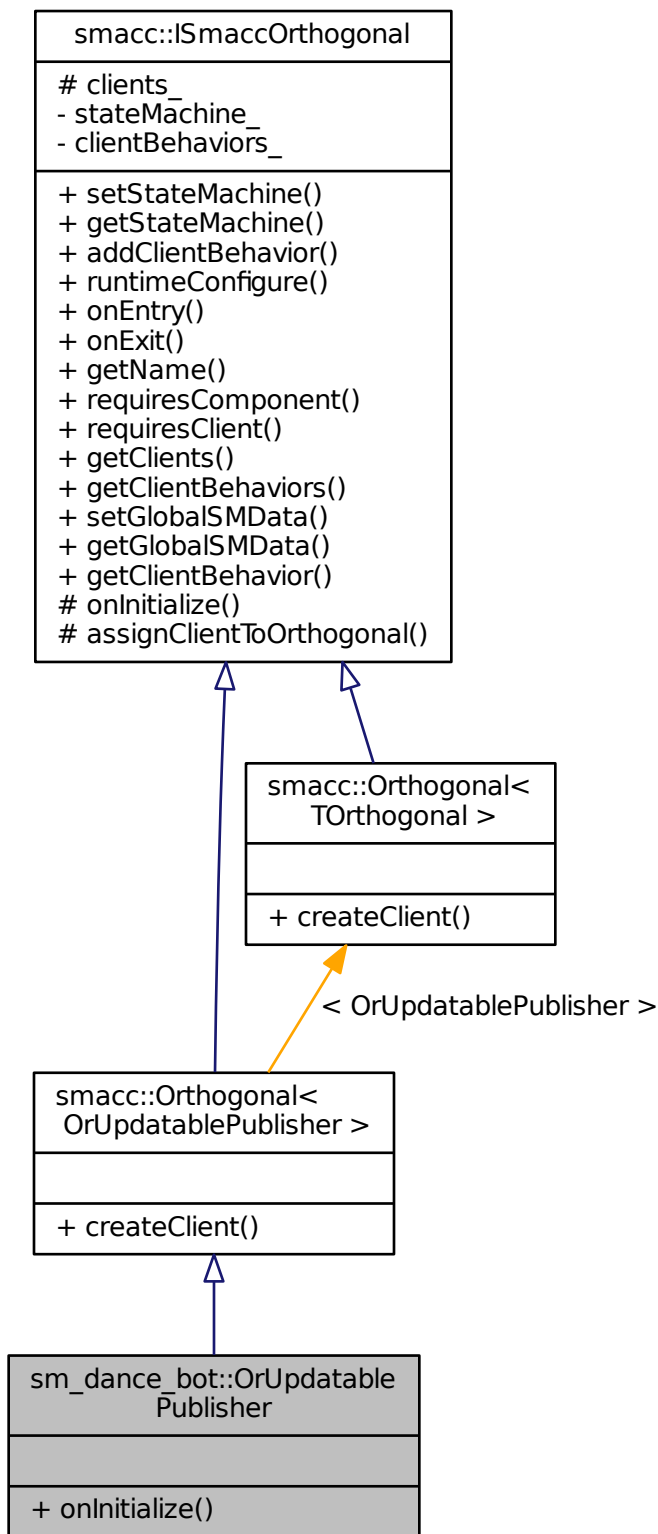 smacc::ISmaccOrthogonal
# clients_
- stateMachine_
- clientBehaviors_
+ setStateMachine()
+ getStateMachine()
+ addClientBehavior()
+ runtimeConfigure()
+ onEntry()
+ onExit()
+ getName()
+ requiresComponent()
+ requiresClient()
+ getClients()
+ getClientBehaviors()
+ setGlobalSMData()
+ getGlobalSMData()
+ getClientBehavior()
# onInitialize()
# assignClientToOrthogonal()
smacc::Orthogonal<
TOrthogonal >
+ createClient()
< OrUpdatablePublisher >
smacc::Orthogonal<
OrUpdatablePublisher >
+ createClient()
sm_dance_bot::OrUpdatable
Publisher
+ onInitialize()